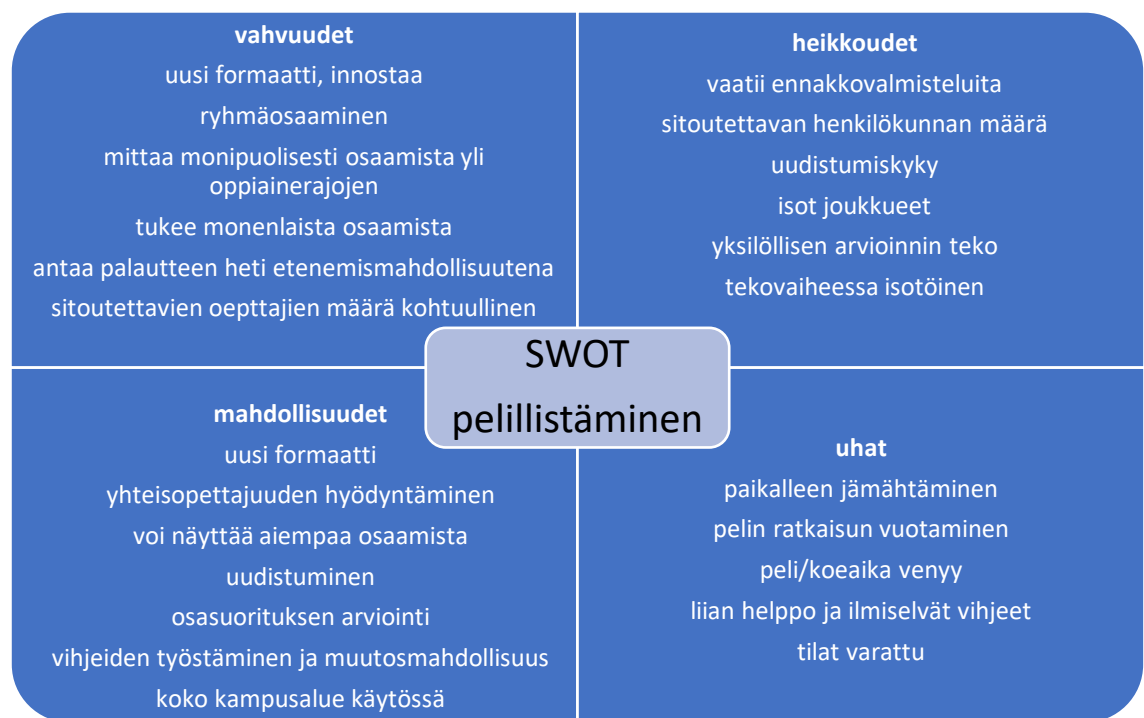 vahvuudet
uusi formaatti, innostaa
ryhmäosaaminen
mittaa monipuolisesti osaamista yli
oppiainerajojen
tukee monenlaista osaamista
antaa palautteen heti etenemismahdollisuutena
sitoutettavien oepttajien määrä kohtuullinen
heikkoudet
vaatii ennakkovalmisteluita
sitoutettavan henkilökunnan määrä
uudistumiskyky
isot joukkueet
yksilöllisen arvioinnin teko
tekovaiheessa isotöinen
SWOT
pelillistäminen
mahdollisuudet
uusi formaatti
yhteisopettajuuden hyödyntäminen
voi näyttää aiempaa osaamista
uudistuminen
osasuorituksen arviointi
vihjeiden työstäminen ja muutosmahdollisuus
koko kampusalue käytössä
uhat
paikalleen jämähtäminen
pelin ratkaisun vuotaminen
peli/koeaika venyy
liian helppo ja ilmiselvät vihjeet
tilat varattu